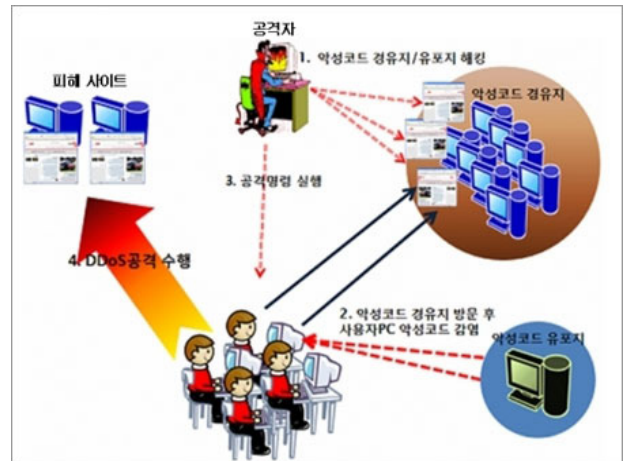 공격자
1. 악성코드 경유지/유포지 해킹
피해 사이트
악성코드 경유지
3. 공격명령 실행
4. DDoS공격 수행
2. 악성코드 경유지 방문 후
사용자PC 악성코드 감염
악성코드 유포지